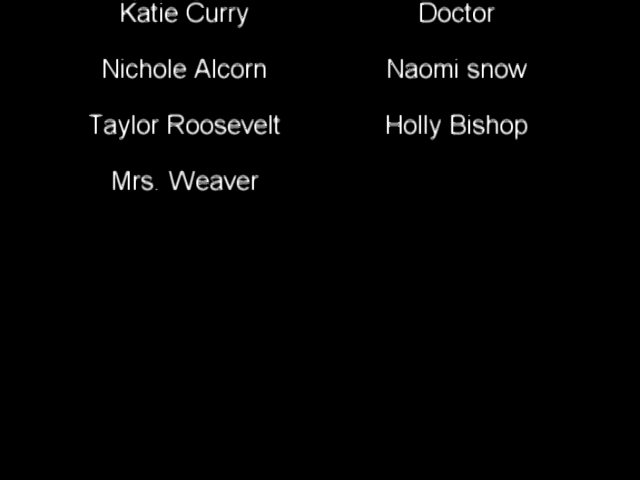 Katie Curry Doctor
Nichole Alcorn Naomi snow
Taylor Roosevelt Holly Bishop
Mrs. Weaver